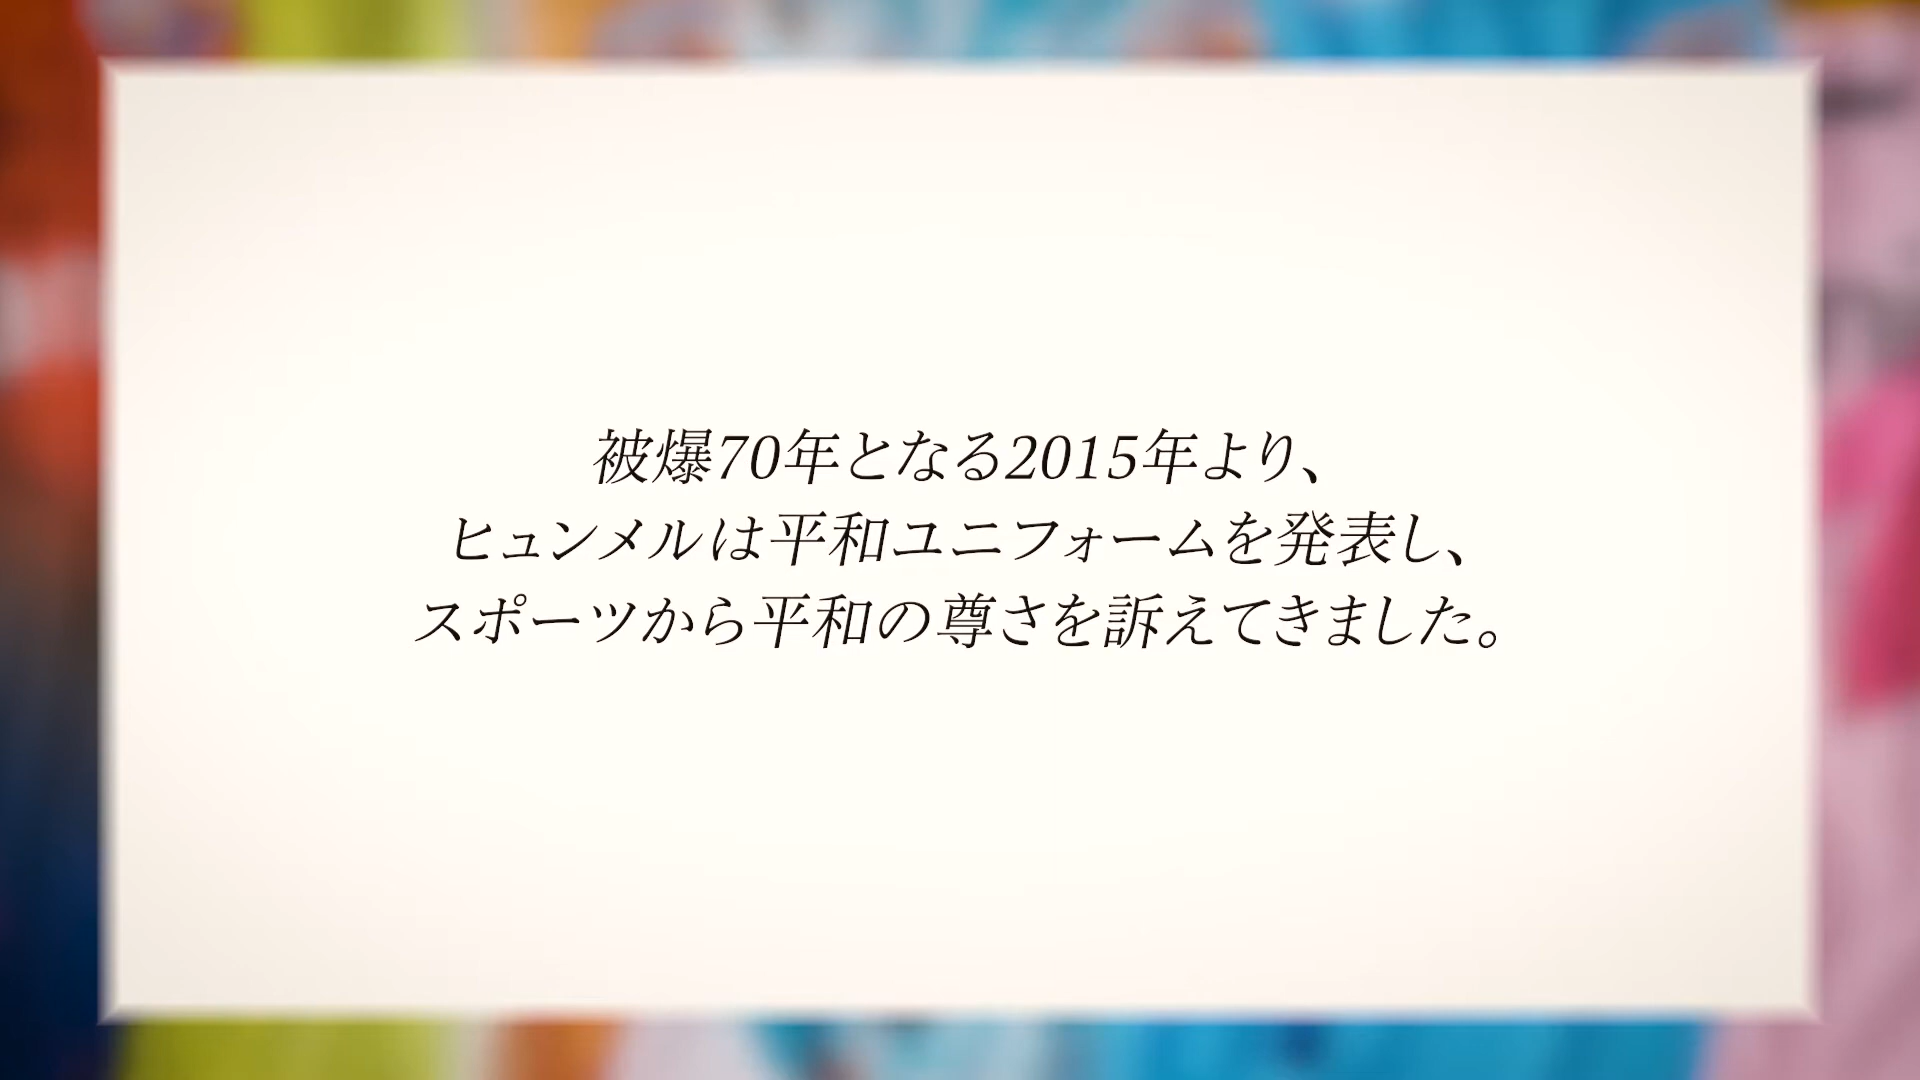 被爆70年となる2015年より、
ヒュンメルは平和ユニフォームを発表し、
スポーツから平和の尊さを訴えてきました。